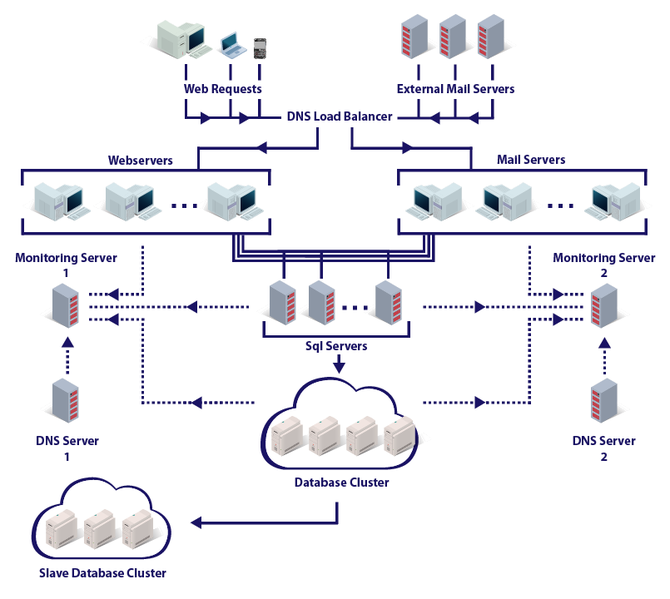 Web Requests
External Mail Servers
DNS Load Balancer
Webservers
Mail Servers
Monitoring Server
1
Monitoring Server
2
Sql Servers
DNS Server
1
DNS Server
2
Database Cluster
Slave Database Cluster